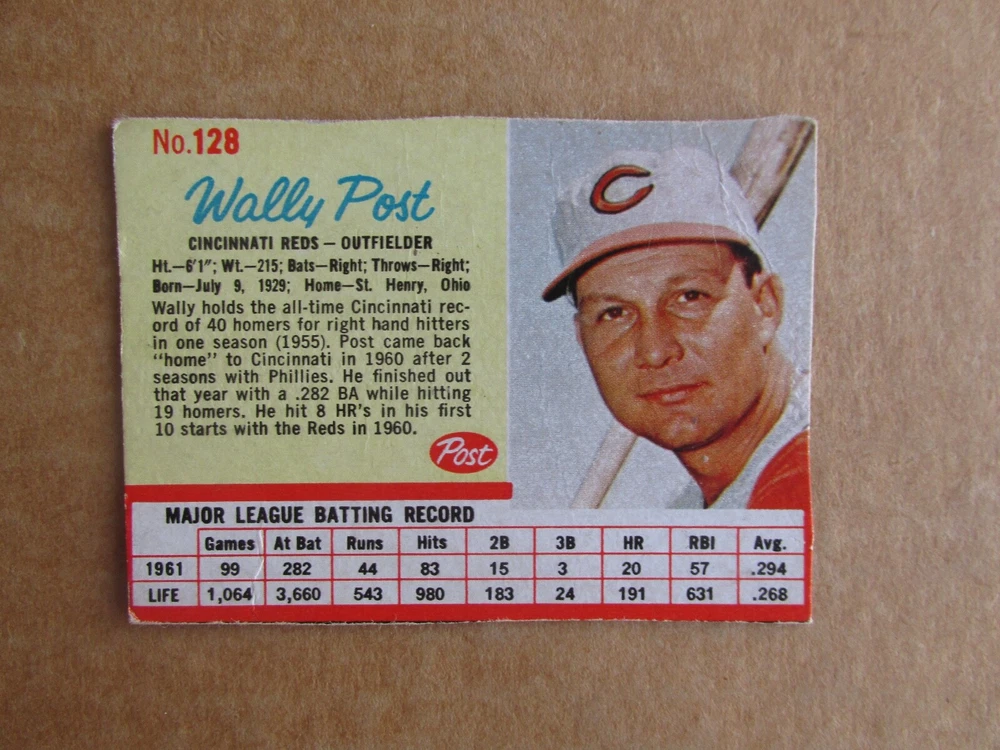 No.128
Wally Post
CINCINNATI REDS – OUTFIELDER
Ht.—6'1"; Wt.—215; Bats—Right; Throws—Right;
Born—July 9, 1929; Home—St. Henry, Ohio
Wally holds the all-time Cincinnati rec-
ord of 40 homers for right hand hitters
in one season (1955). Post came back
"home" to Cincinnati in 1960 after 2
seasons with Phillies. He finished out
that year with a .282 BA while hitting
19 homers. He hit 8 HR's in his first
10 starts with the Reds in 1960.
Post
C
MAJOR LEAGUE BATTING RECORD
Games At Bat Runs Hits 2B 3B HR RBI Avg.
1961 99 282 44 83 15 3 20 57 .294
LIFE 1,064 3,660 543 980 183 24 191 631 .268